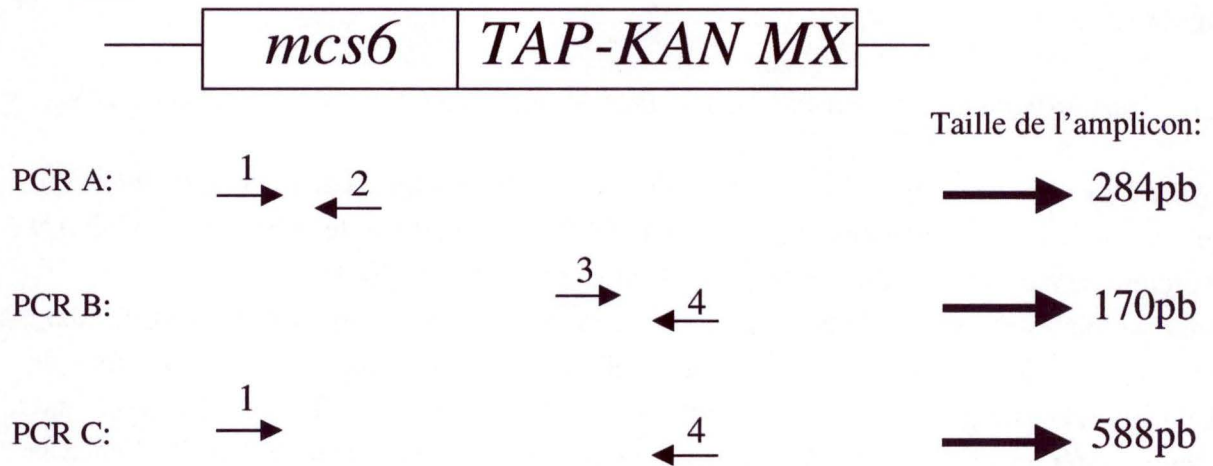 mcs6 TAP-KAN MX
Taille de l'amplicon:
PCR A: 1 2 284pb
PCR B: 3 4 170pb
PCR C: 1 4 588pb